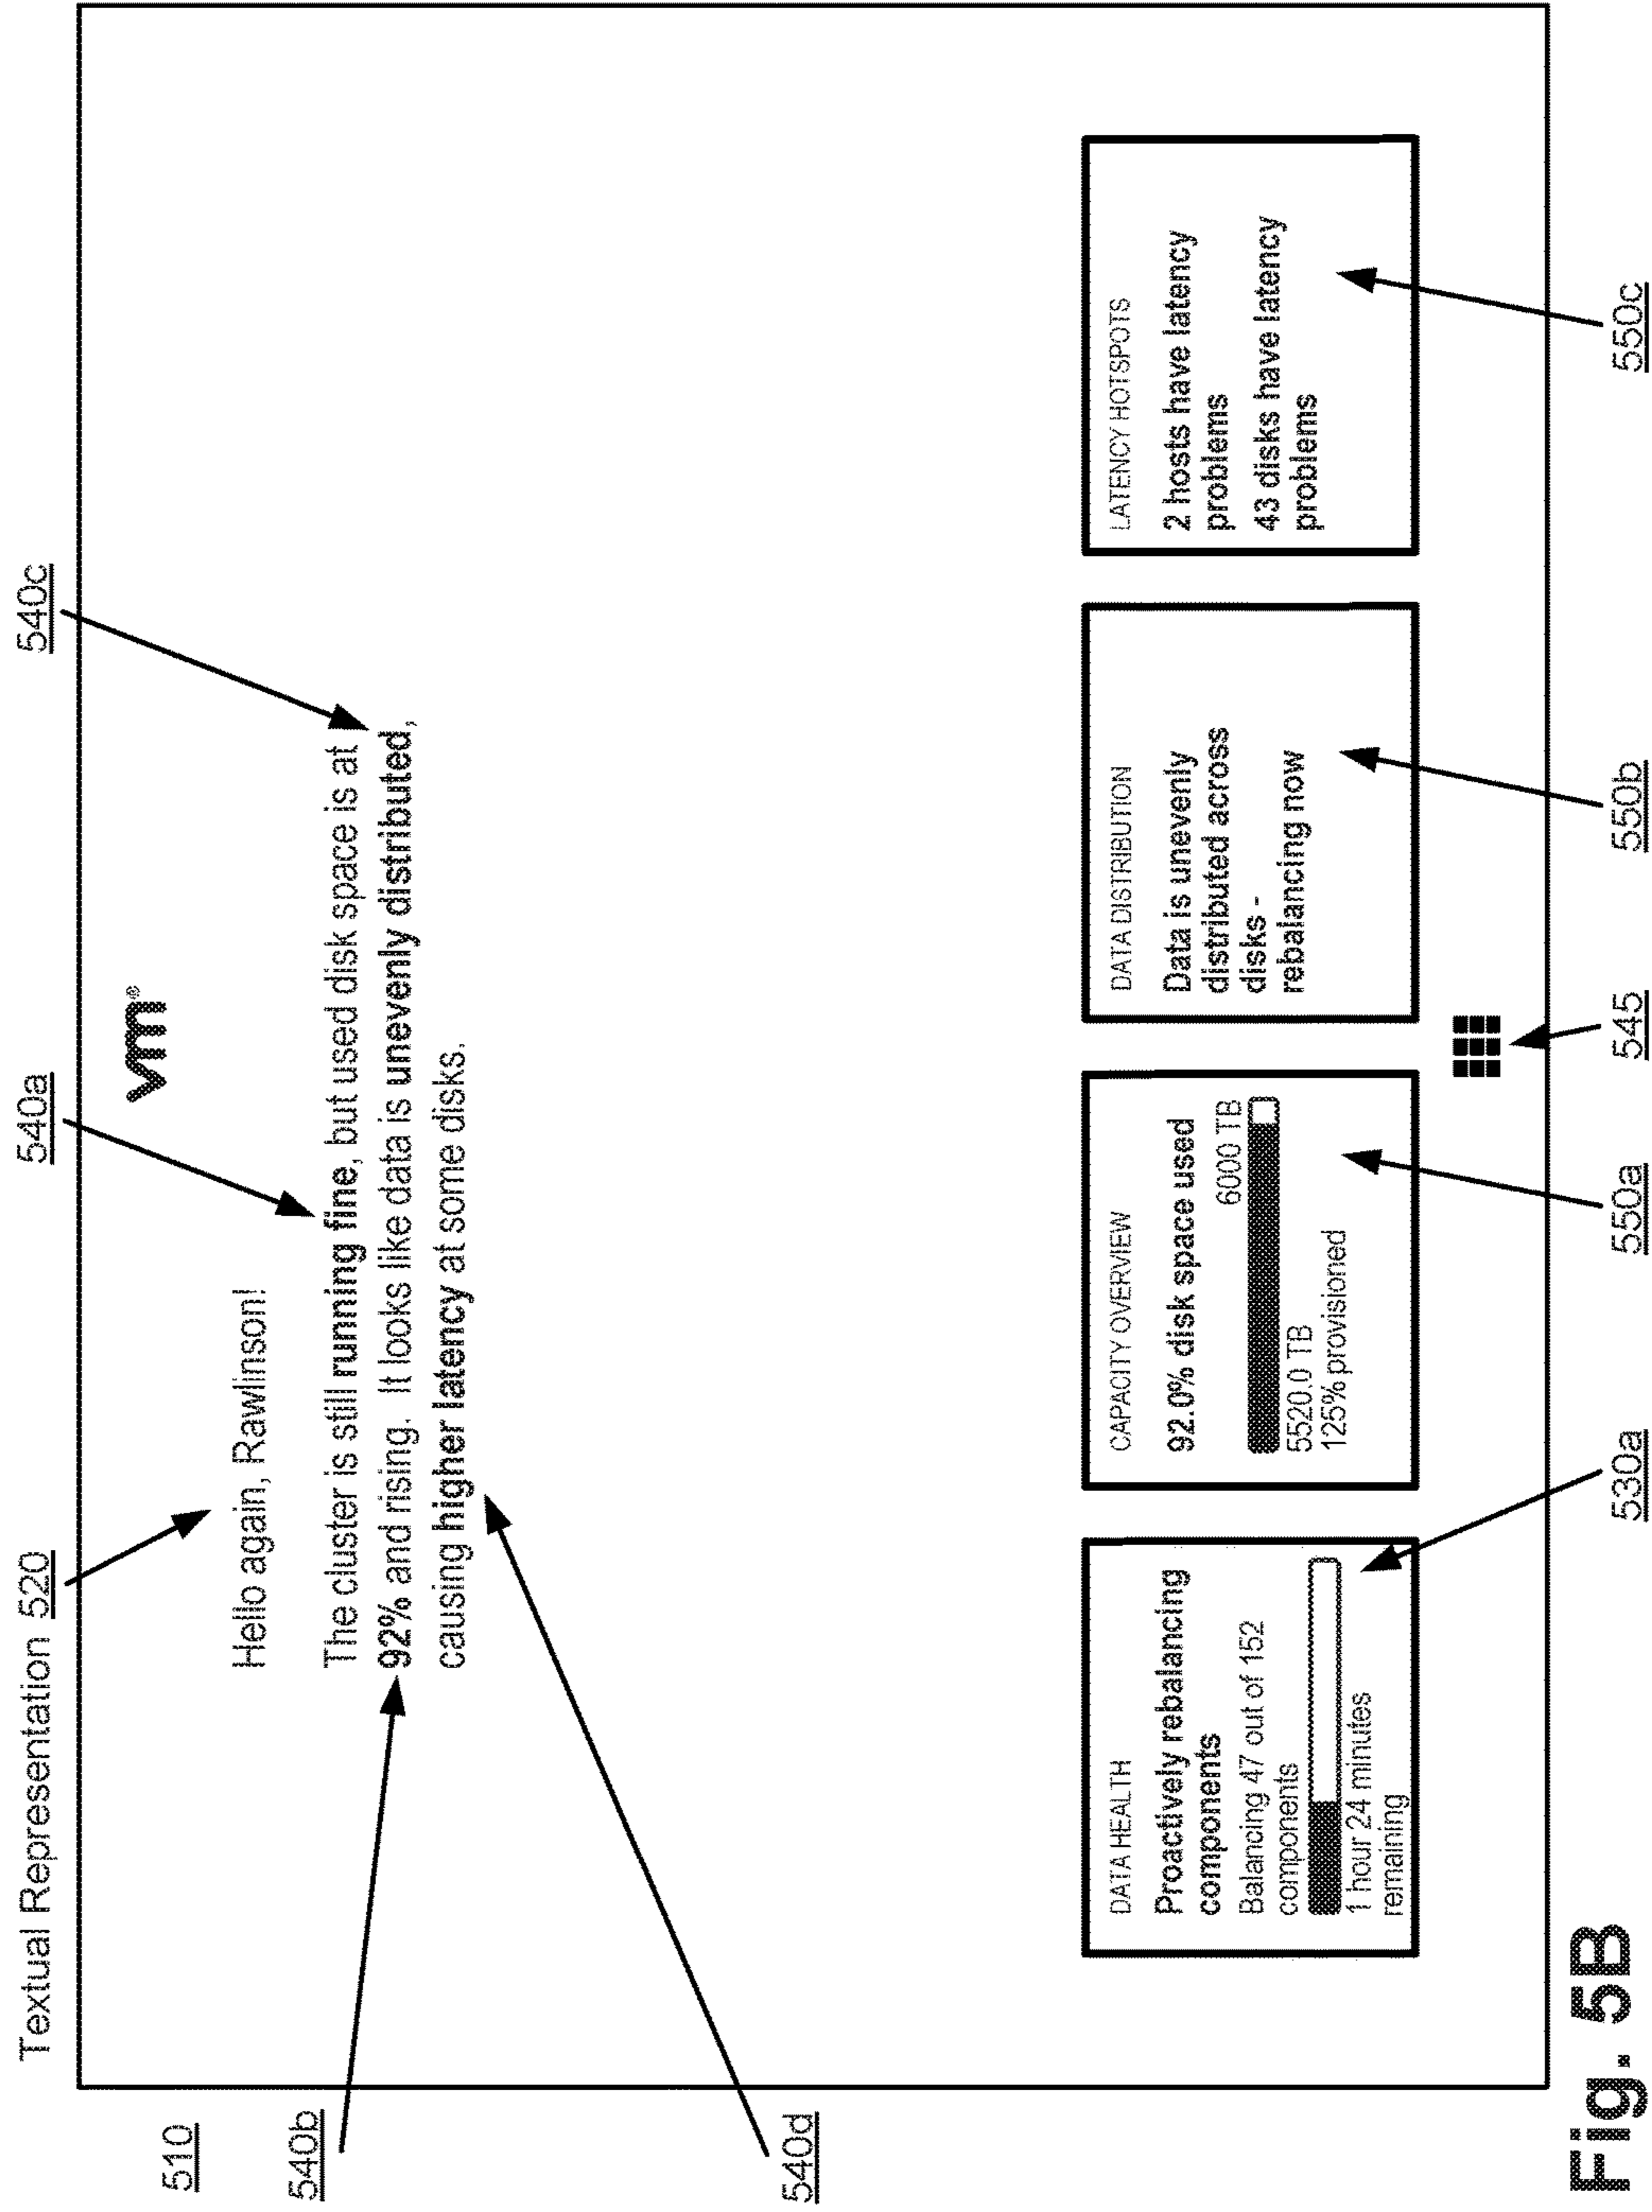 Textual Representation 520
540a
540c
510
540b
540d
vm®
Hello again, Rawlinson!
The cluster is still running fine, but used disk space is at
92% and rising. It looks like data is unevenly distributed,
causing higher latency at some disks.
DATA HEALTH
Proactively rebalancing
components
Balancing 47 out of 152
components
1 hour 24 minutes
remaining
CAPACITY OVERVIEW
92.0% disk space used
6000 TB
5520.0 TB
125% provisioned
DATA DISTRIBUTION
Data is unevenly
distributed across
disks -
rebalancing now
LATENCY HOTSPOTS
2 hosts have latency
problems
43 disks have latency
problems
530a
550a
545
550b
550c
Fig. 5B